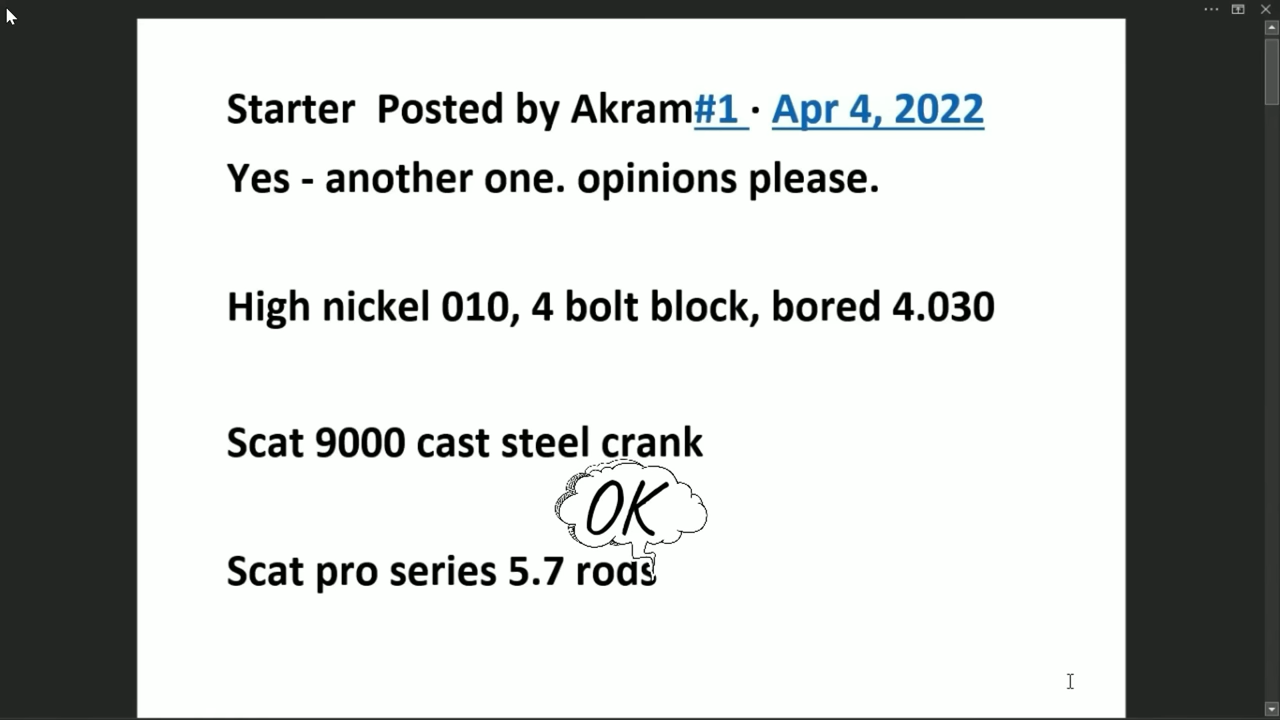 Starter  Posted by Akram#1 · Apr 4, 2022
Yes - another one. opinions please.
High nickel 010, 4 bolt block, bored 4.030
Scat 9000 cast steel crank
OK
Scat pro series 5.7 rods